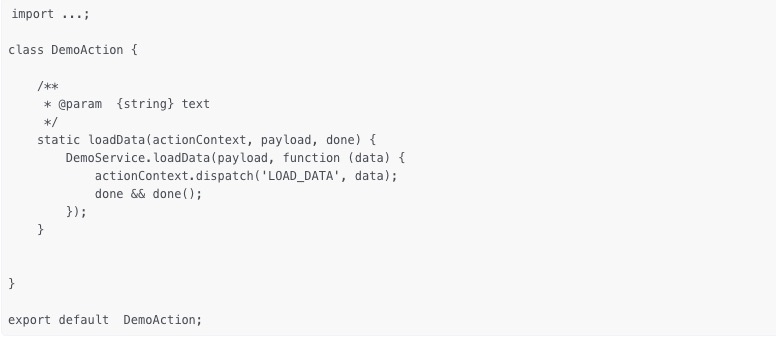 import ...;
class DemoAction {
/**
* @param  {string} text
*/
static loadData(actionContext, payload, done) {
DemoService.loadData(payload, function (data) {
actionContext.dispatch('LOAD_DATA', data);
done && done();
});
}
}
export default  DemoAction;